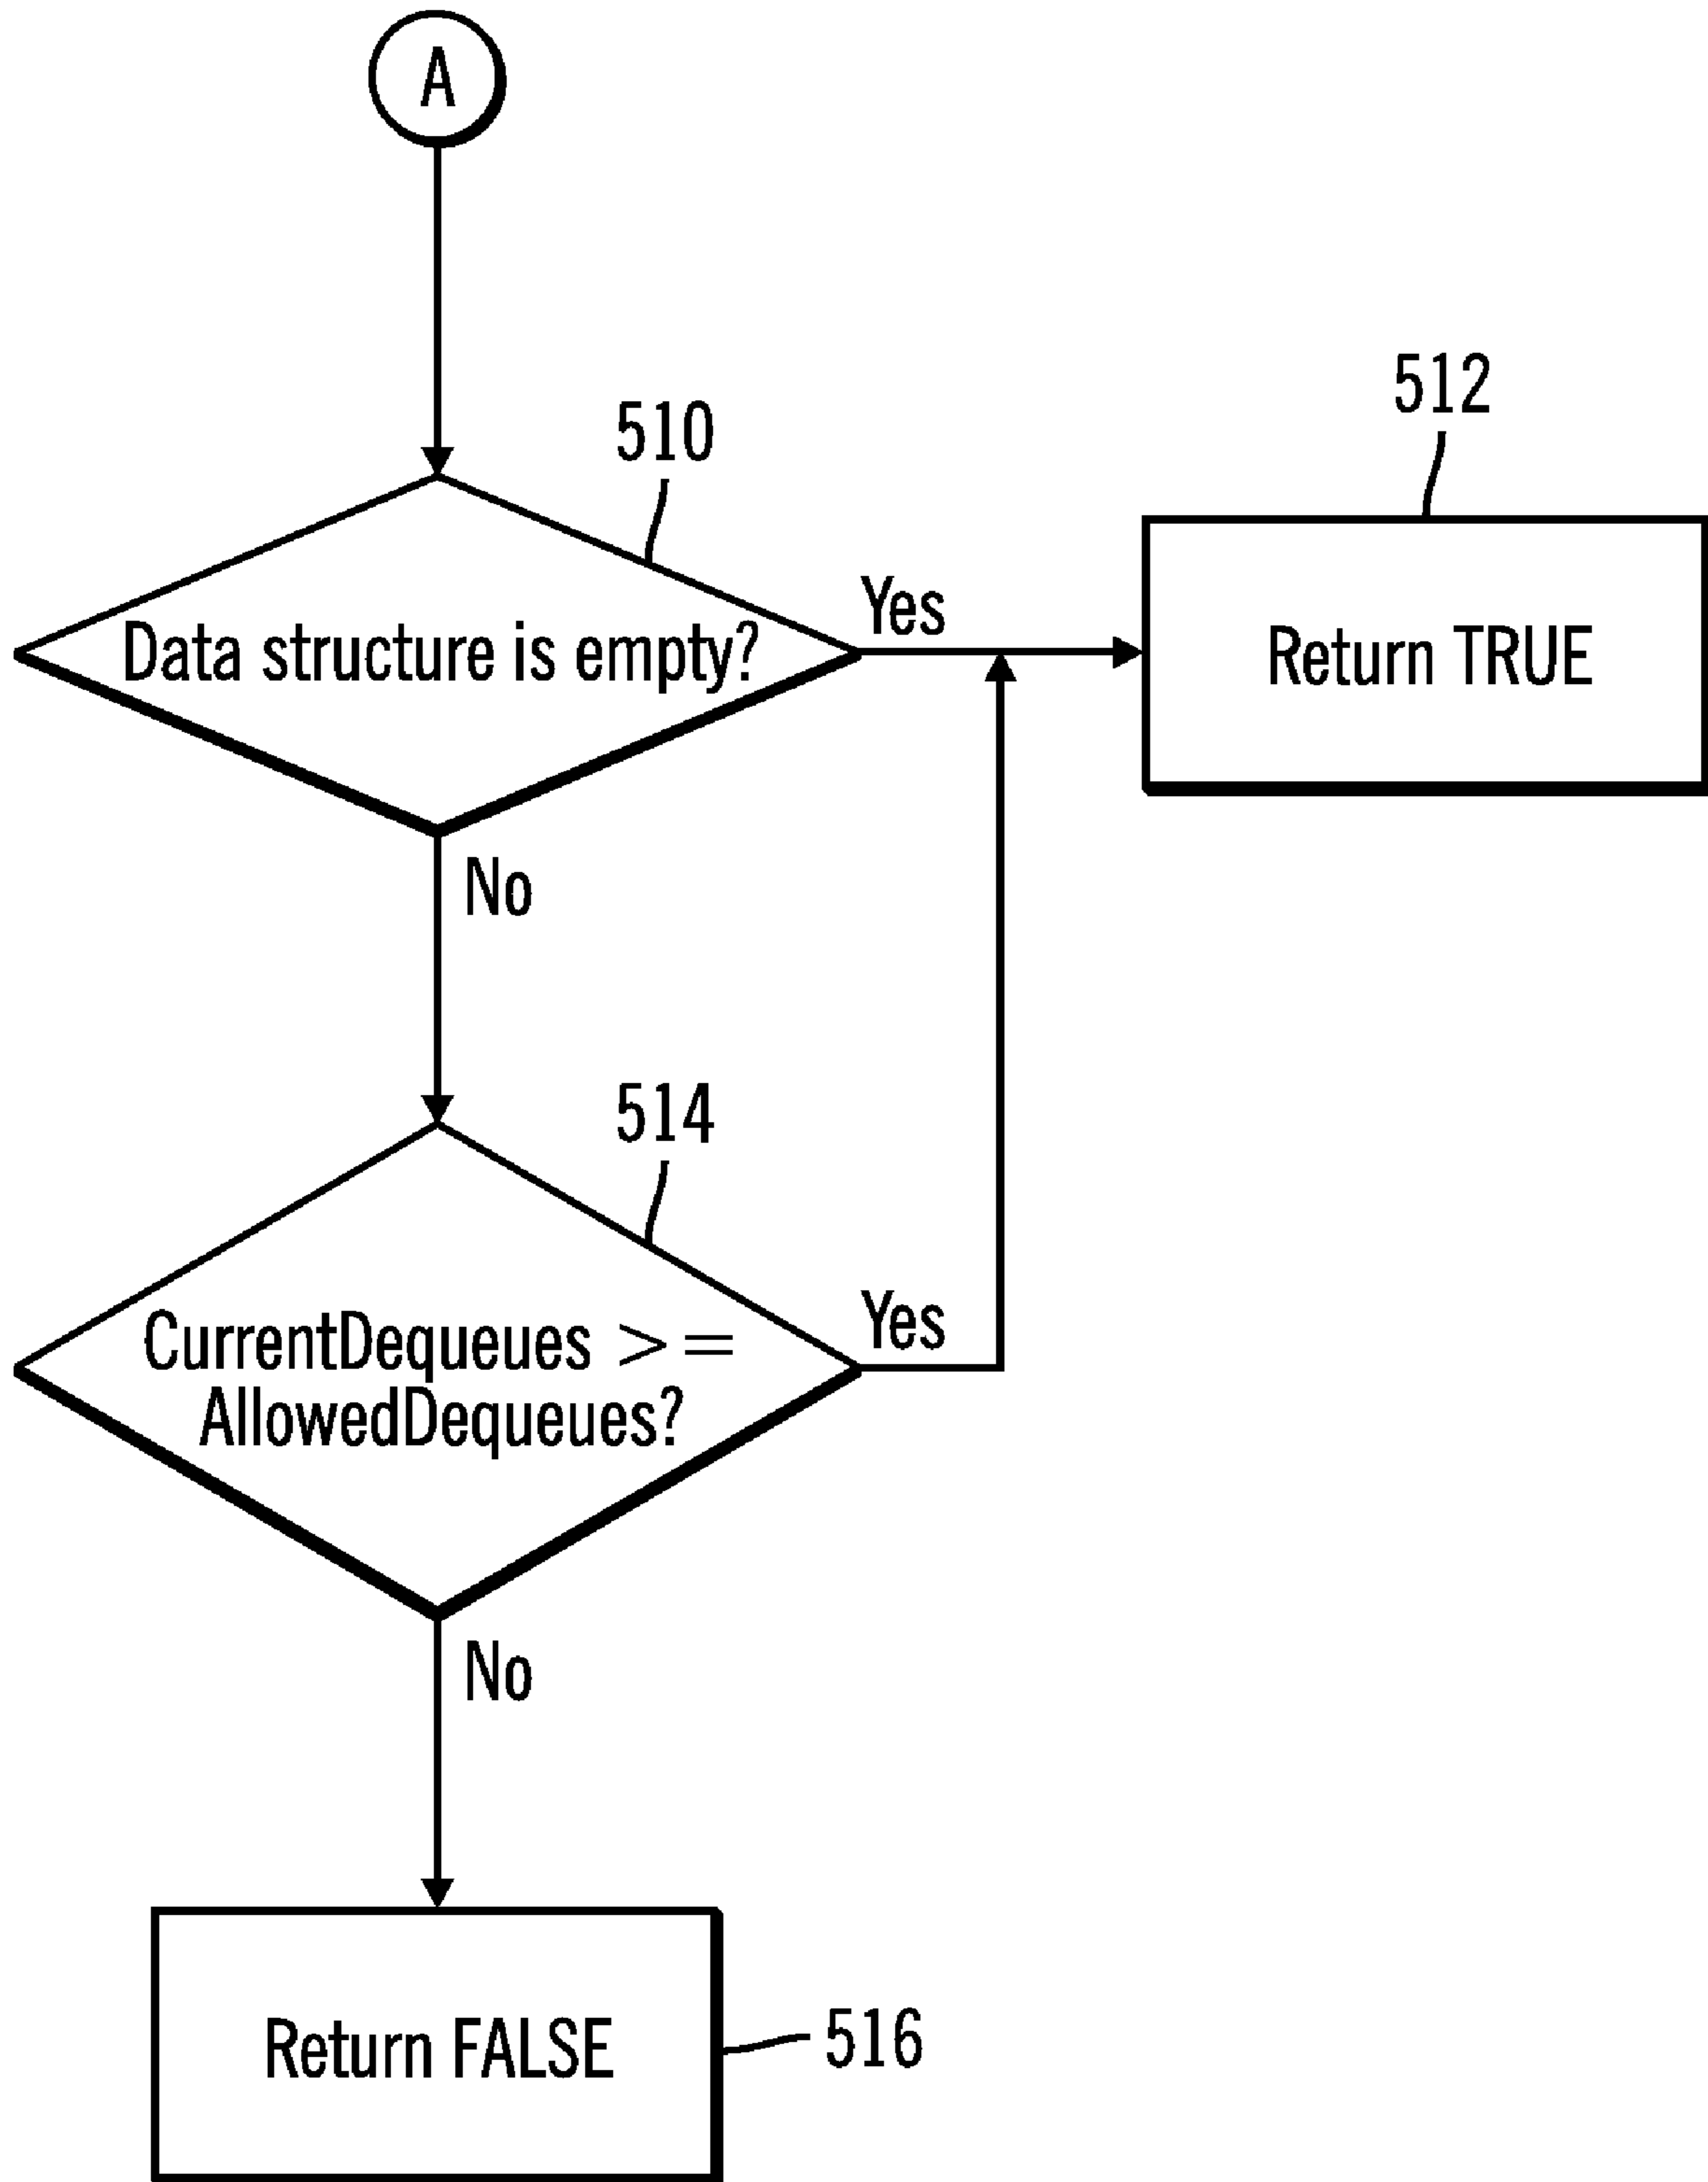 A
510
512
Data structure is empty?
Yes
Return TRUE
No
514
CurrentDequeues >=
AllowedDequeues?
Yes
No
Return FALSE
516